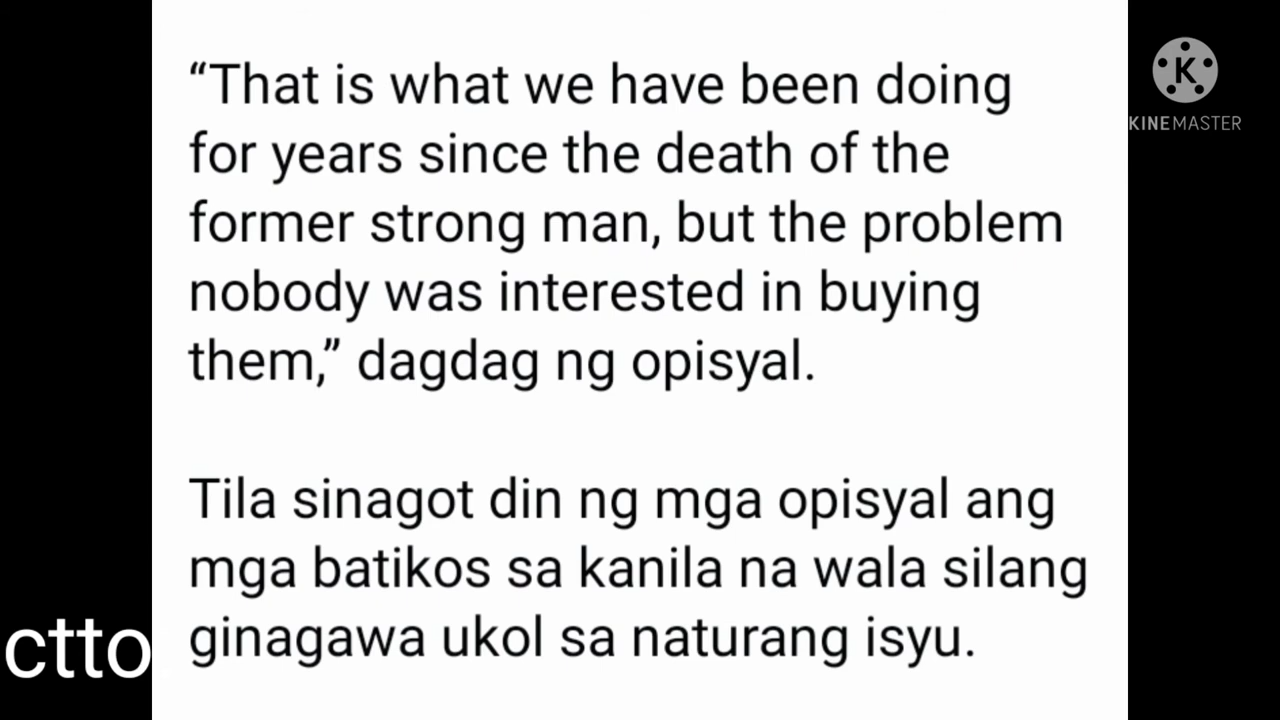 “That is what we have been doing
for years since the death of the
former strong man, but the problem
nobody was interested in buying
them,” dagdag ng opisyal.
Tila sinagot din ng mga opisyal ang
mga batikos sa kanila na wala silang
ginagawa ukol sa naturang isyu.
ctto
K
KINEMASTER